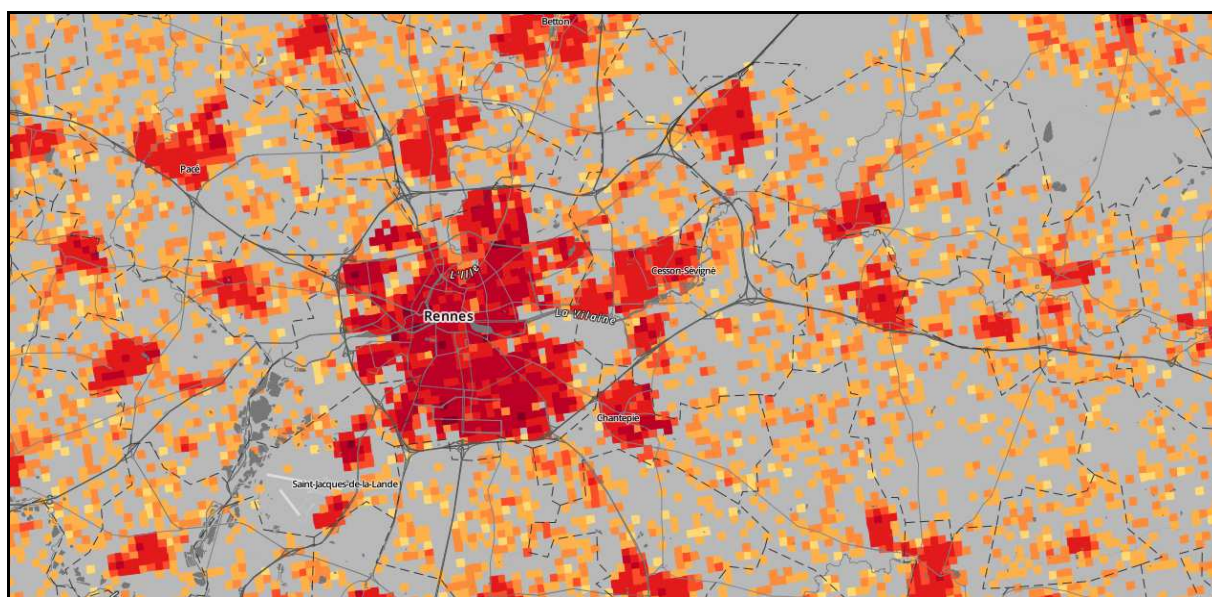 Betton
Pacé
L'Ille
Cesson-Sévigné
Rennes
La Vilaine
Chantepie
Saint-Jacques-de-la-Lande